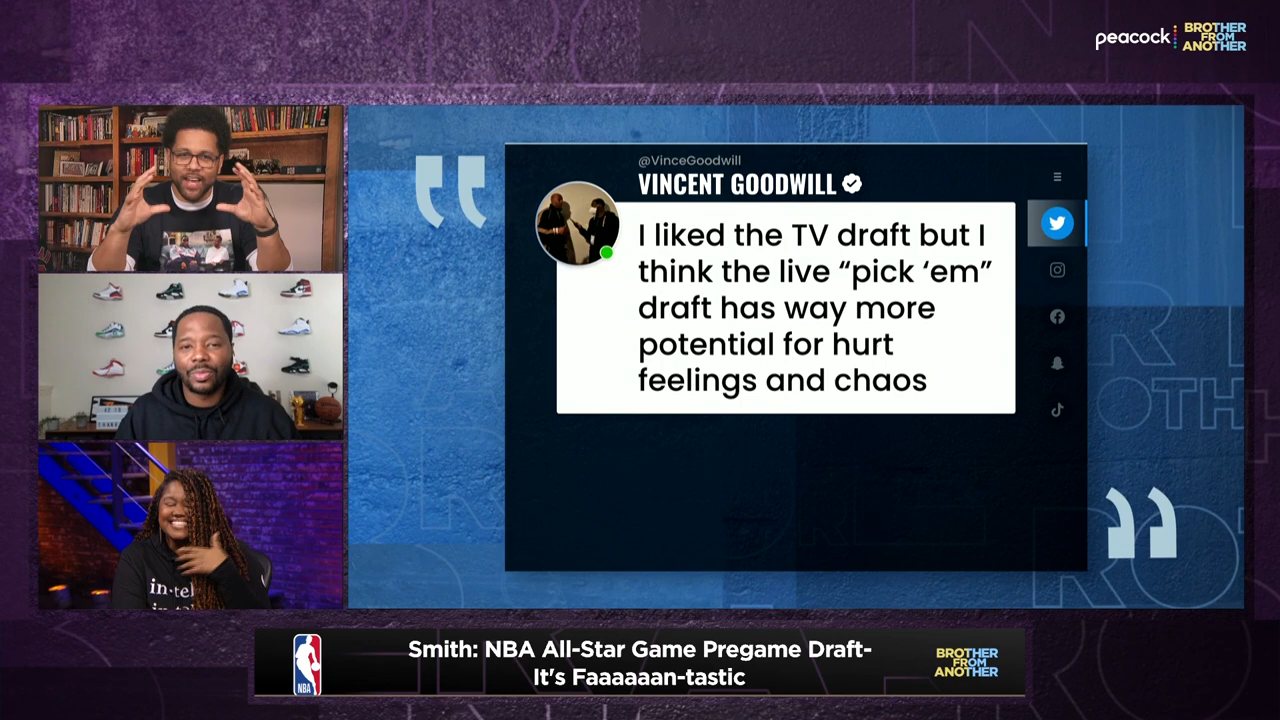 peacock
BROTHER
FROM
ANOTHER
@VinceGoodwill
VINCENT GOODWILL
I liked the TV draft but I
think the live “pick ‘em”
draft has way more
potential for hurt
feelings and chaos
in·tel
Smith: NBA All-Star Game Pregame Draft-
It's Faaaaaan-tastic
NBA
BROTHER
FROM
ANOTHER